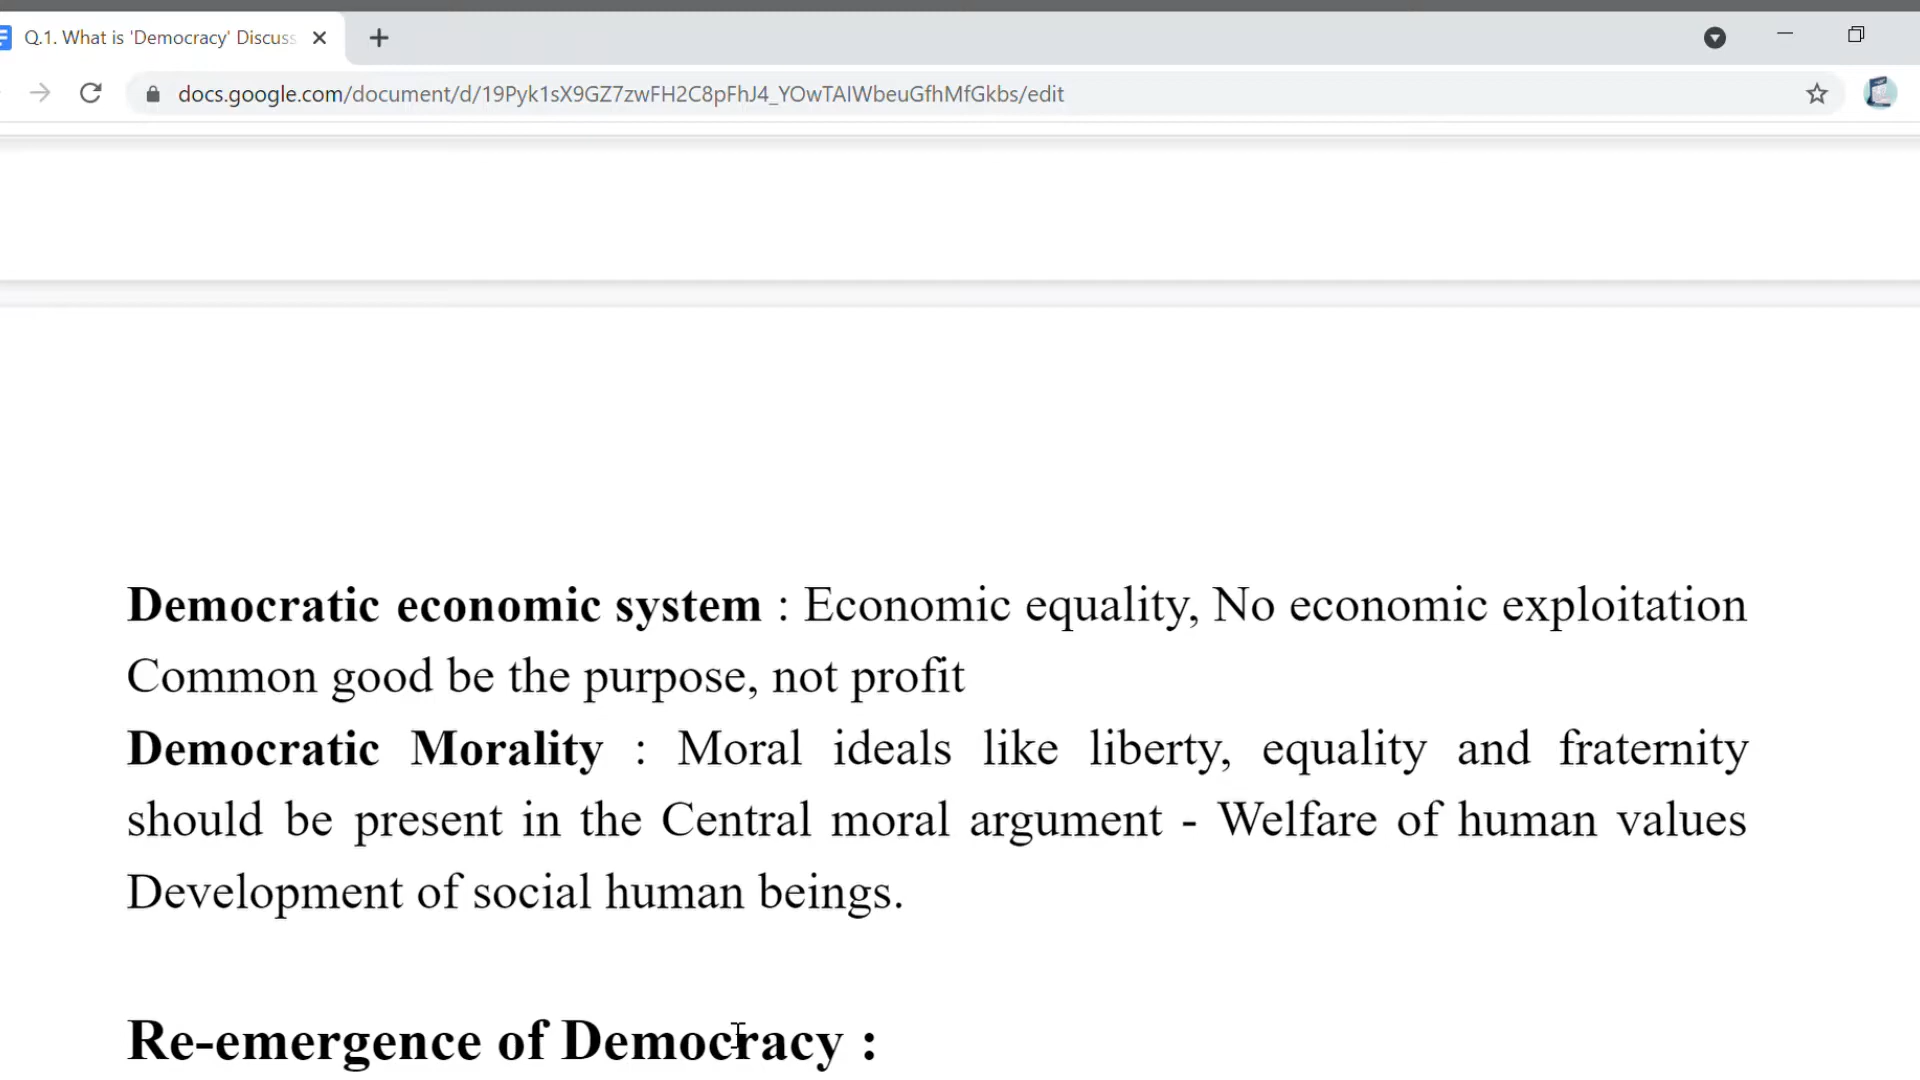 Q.1. What is 'Democracy' Discuss
docs.google.com/document/d/19Pyk1sX9GZ7zwFH2C8pFhJ4_YOwTAIWbeuGfhMfGkbs/edit
Democratic economic system : Economic equality, No economic exploitation
Common good be the purpose, not profit
Democratic Morality : Moral ideals like liberty, equality and fraternity
should be present in the Central moral argument - Welfare of human values
Development of social human beings.
Re-emergence of Democracy :